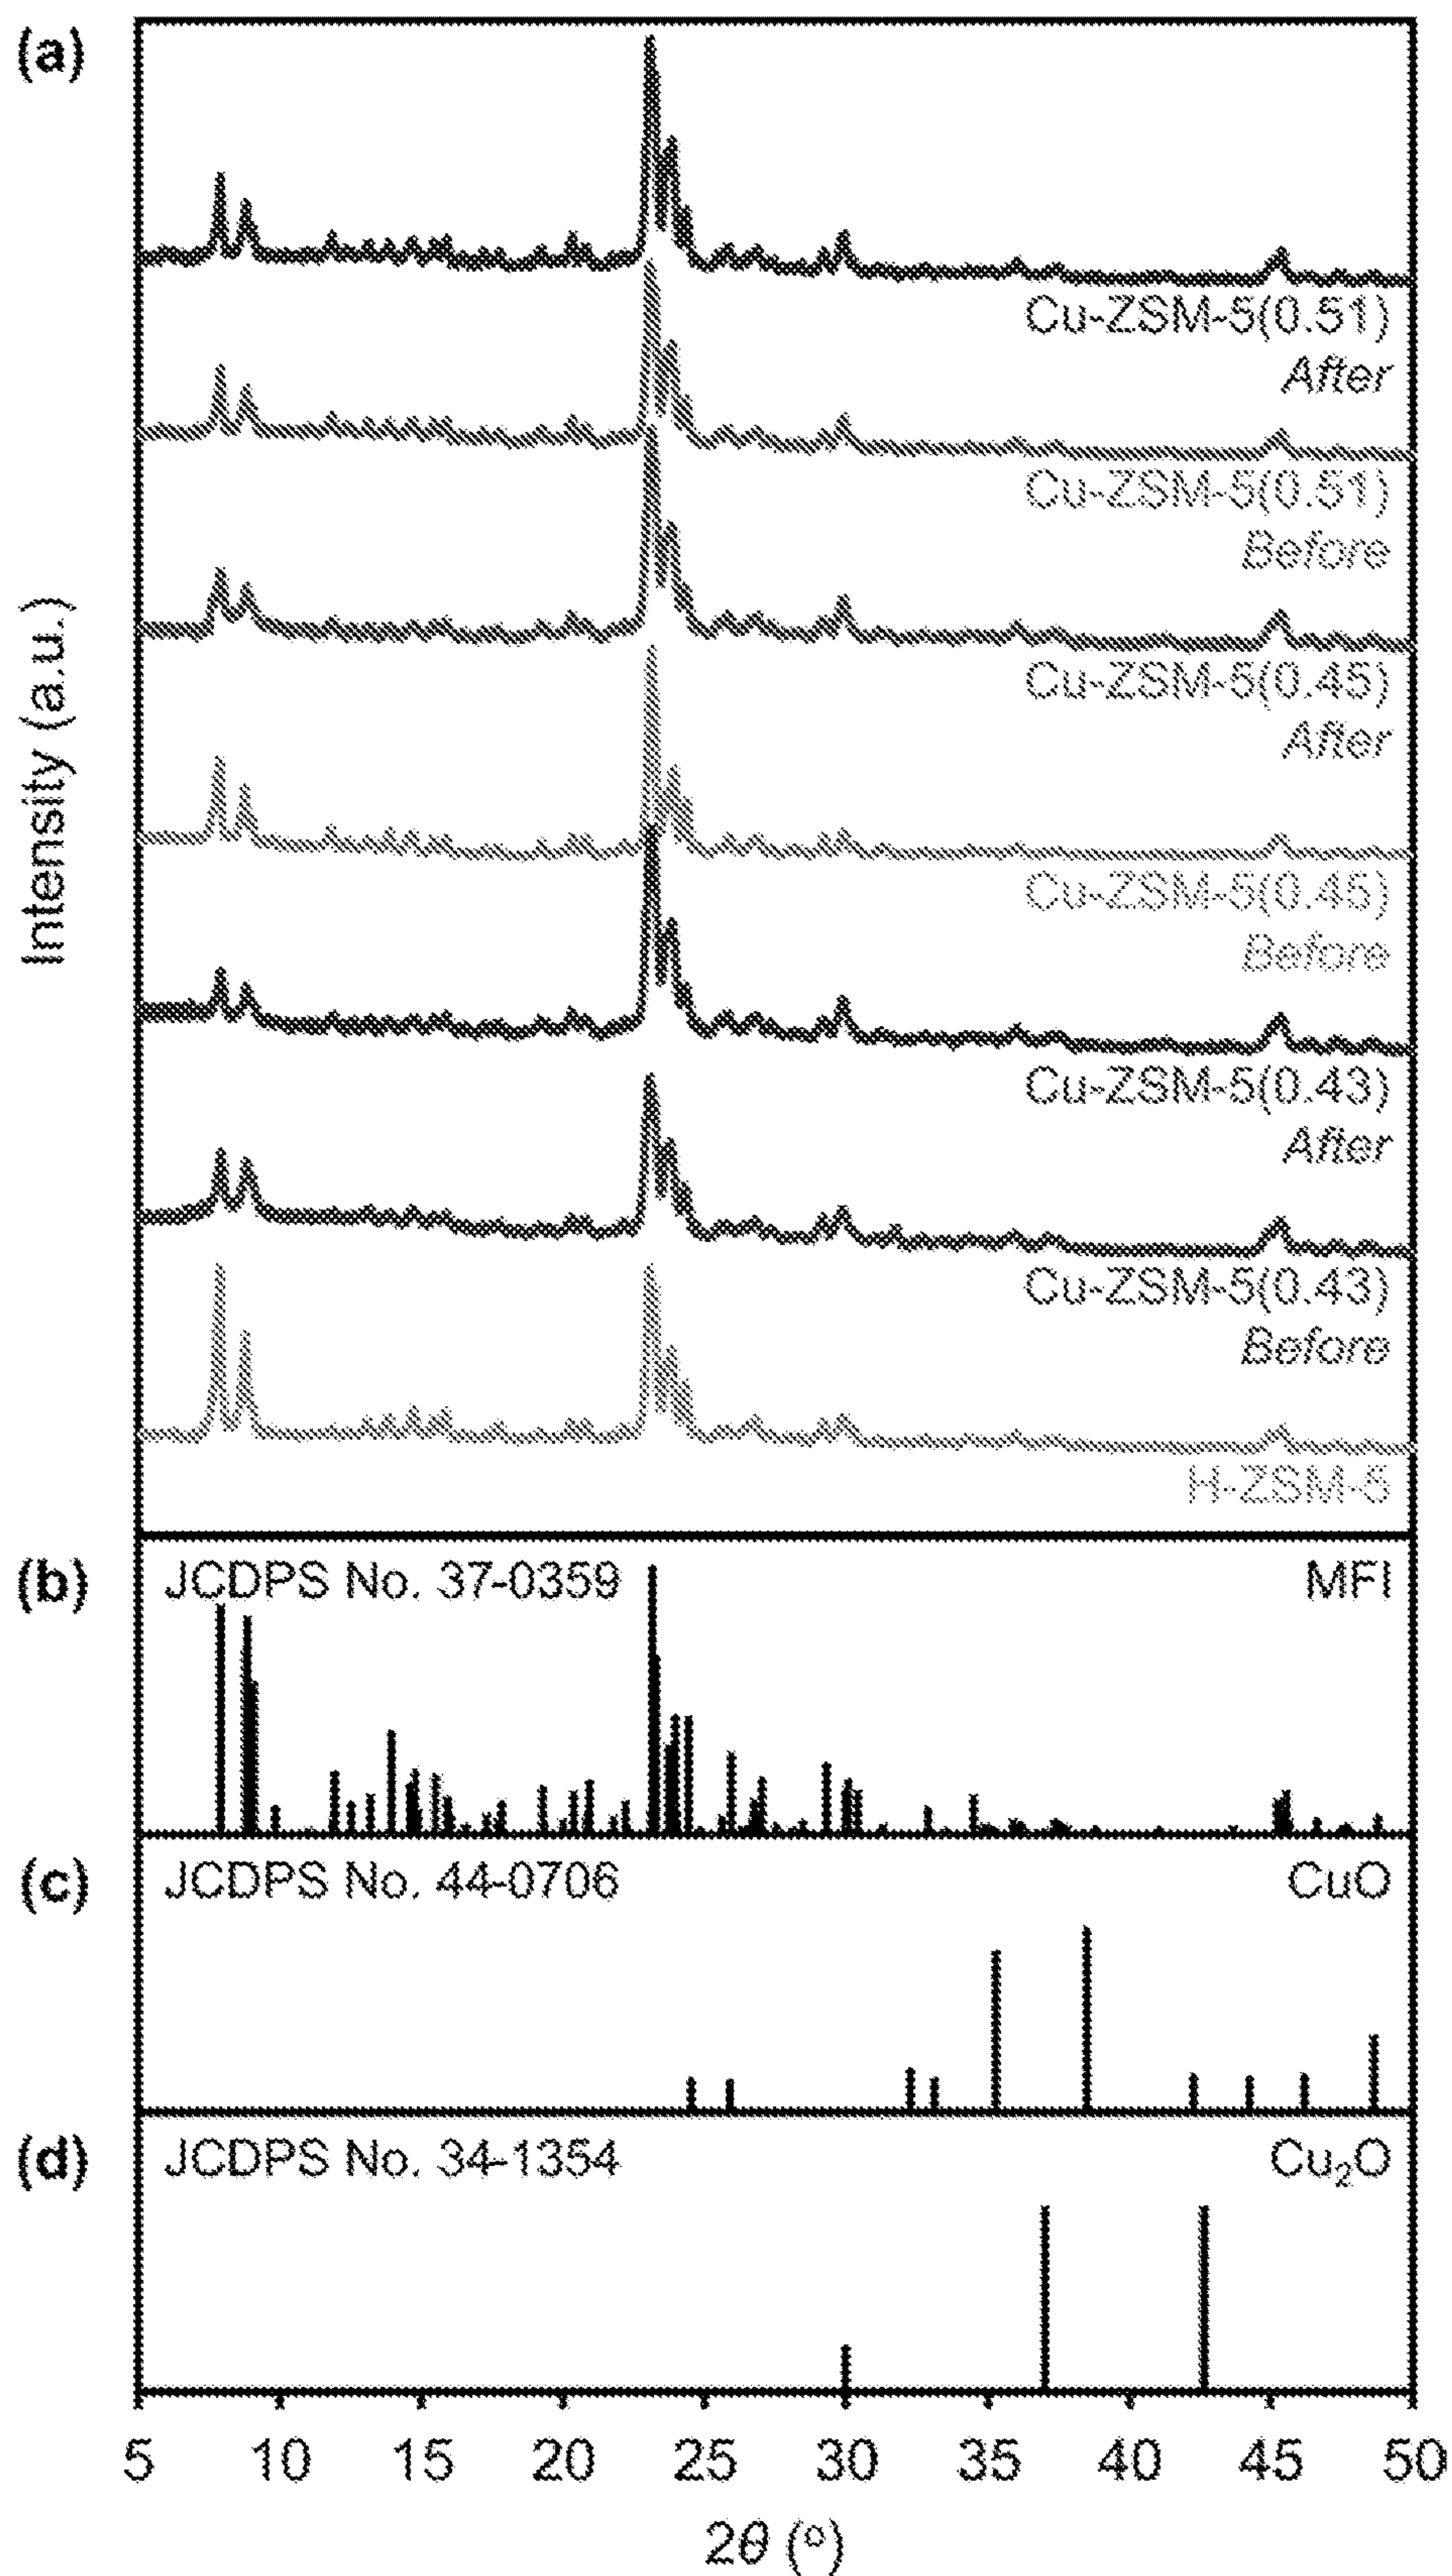 (a)
Intensity (a.u.)
Cu-ZSM-5(0.51)
After
Cu-ZSM-5(0.51)
Before
Cu-ZSM-5(0.45)
After
Cu-ZSM-5(0.45)
Before
Cu-ZSM-5(0.43)
After
Cu-ZSM-5(0.43)
Before
H-ZSM-5
(b) JCDPS No. 37-0359 MFI
(c) JCDPS No. 44-0706 CuO
(d) JCDPS No. 34-1354 Cu₂O
5 10 15 20 25 30 35 40 45 50
2θ (°)